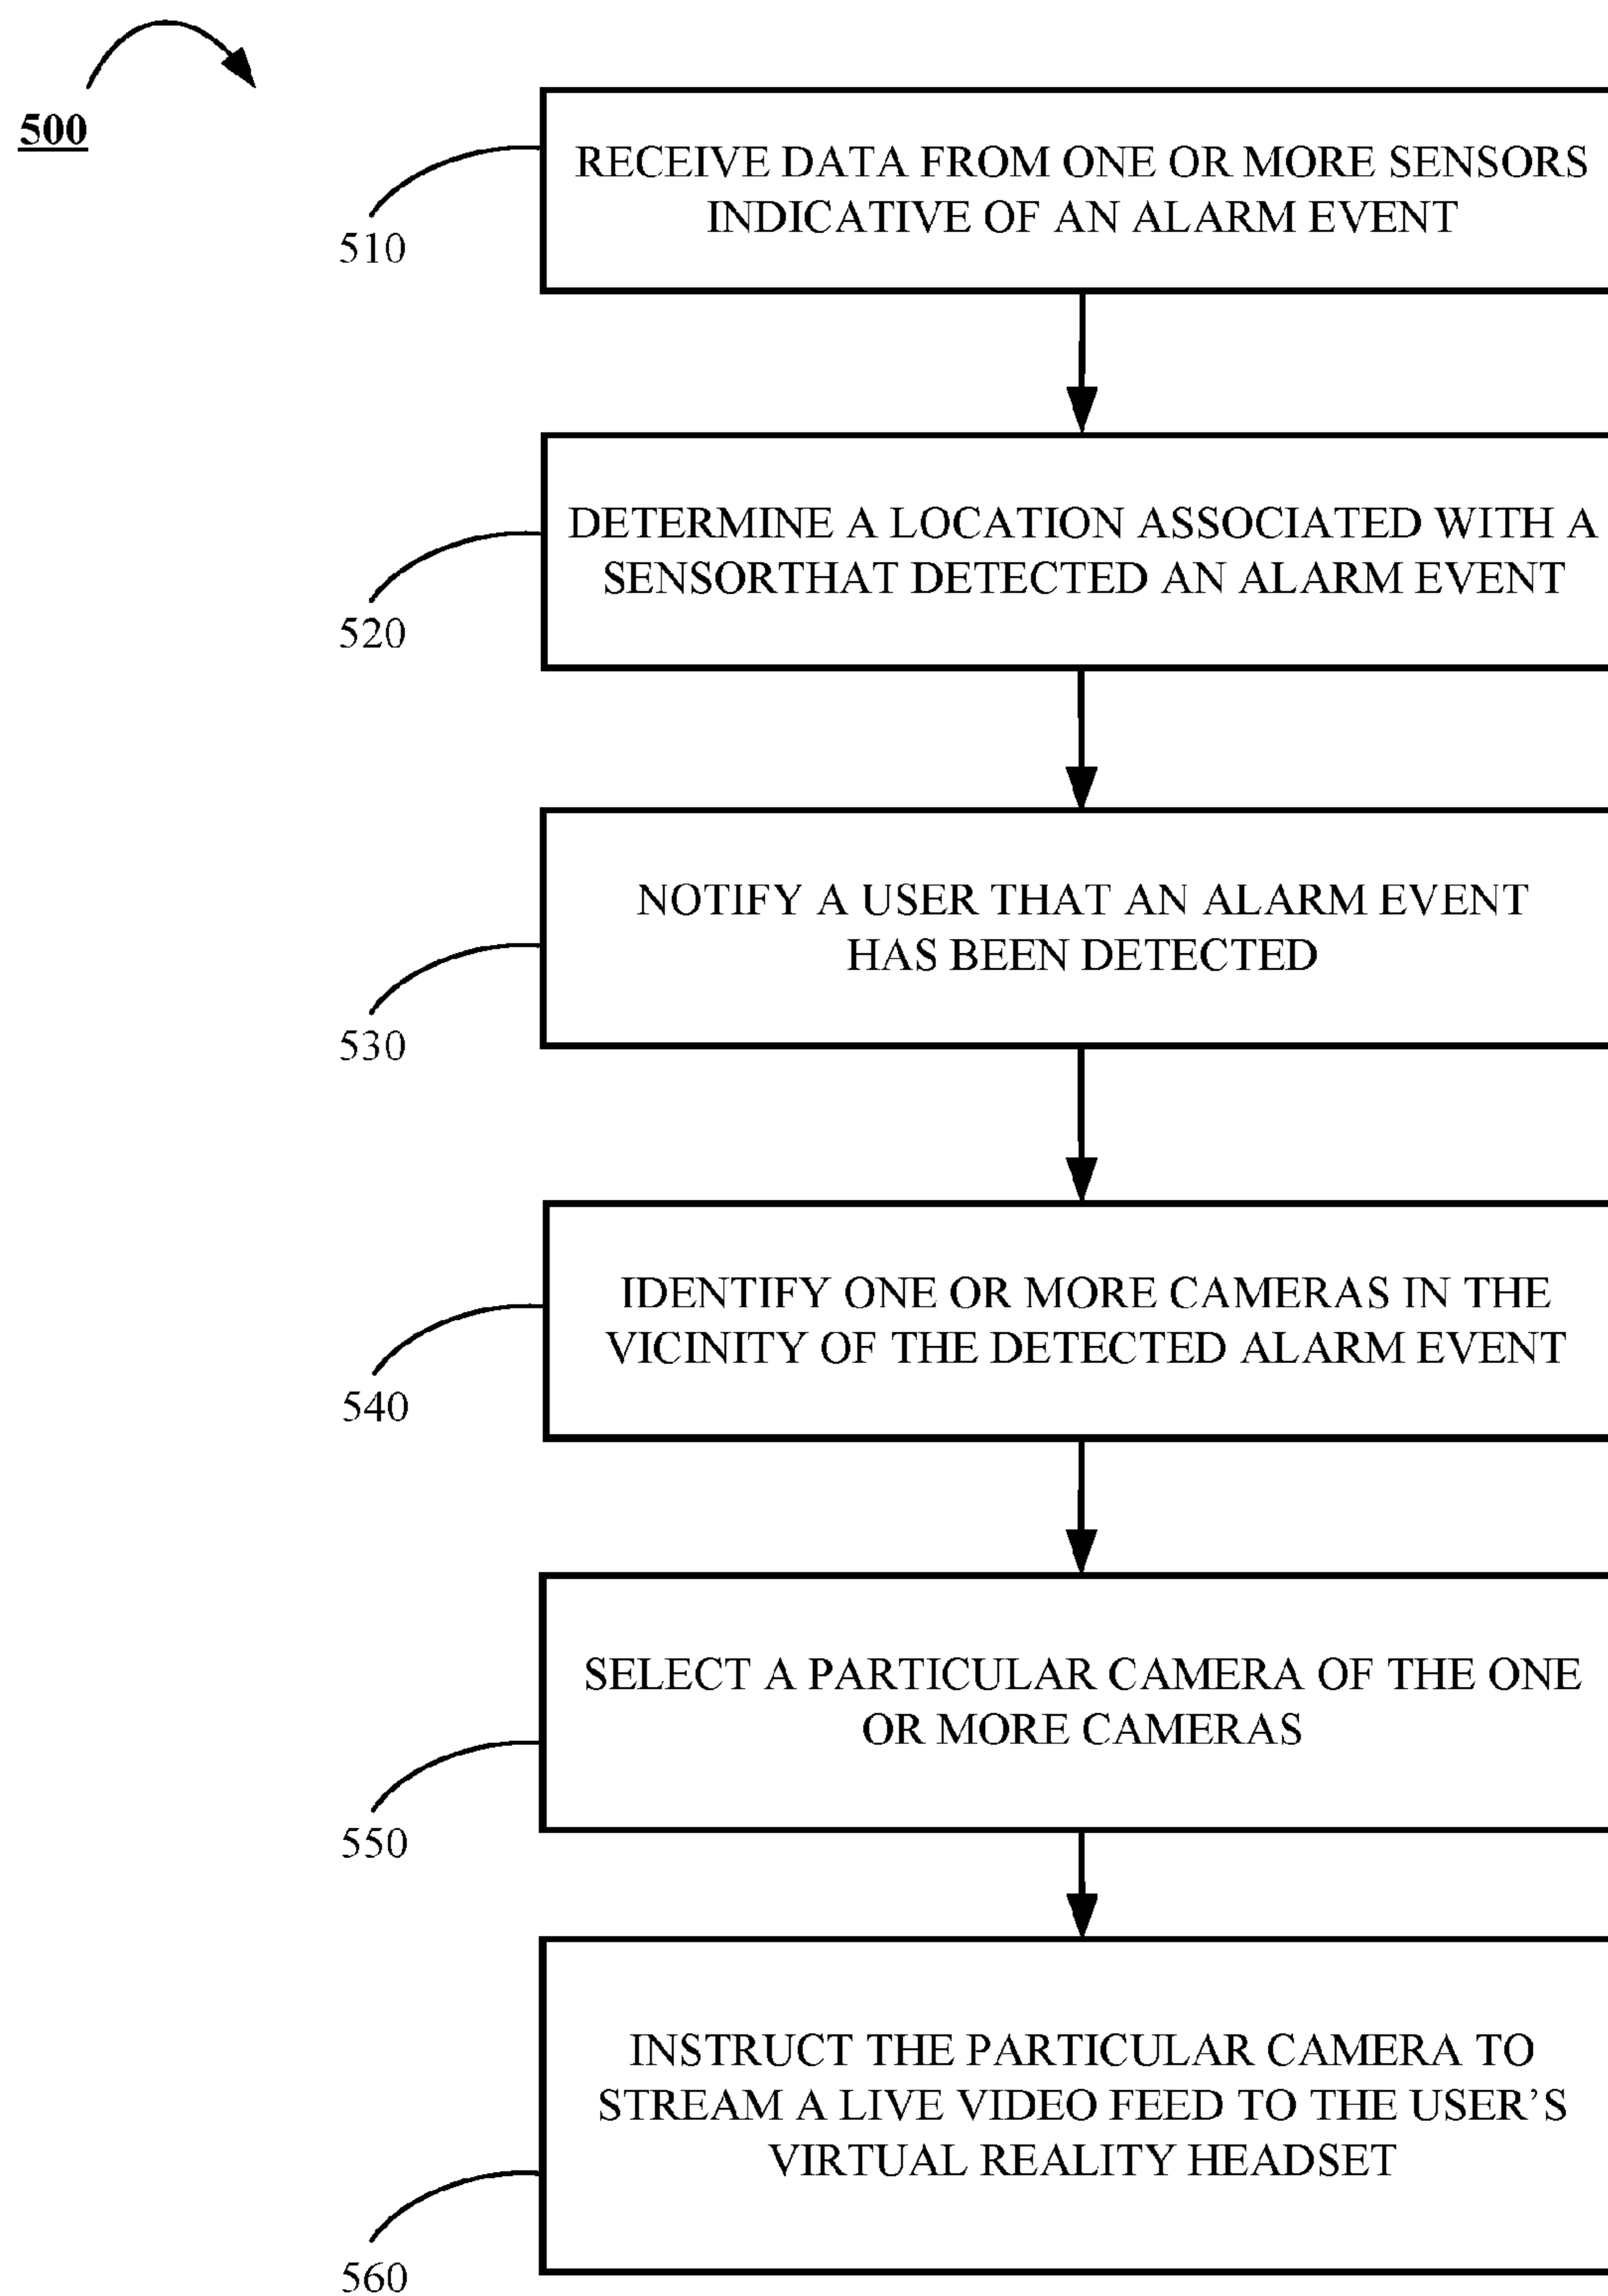 500
RECEIVE DATA FROM ONE OR MORE SENSORS
INDICATIVE OF AN ALARM EVENT
510
DETERMINE A LOCATION ASSOCIATED WITH A
SENSORTHAT DETECTED AN ALARM EVENT
520
NOTIFY A USER THAT AN ALARM EVENT
HAS BEEN DETECTED
530
IDENTIFY ONE OR MORE CAMERAS IN THE
VICINITY OF THE DETECTED ALARM EVENT
540
SELECT A PARTICULAR CAMERA OF THE ONE
OR MORE CAMERAS
550
INSTRUCT THE PARTICULAR CAMERA TO
STREAM A LIVE VIDEO FEED TO THE USER’S
VIRTUAL REALITY HEADSET
560